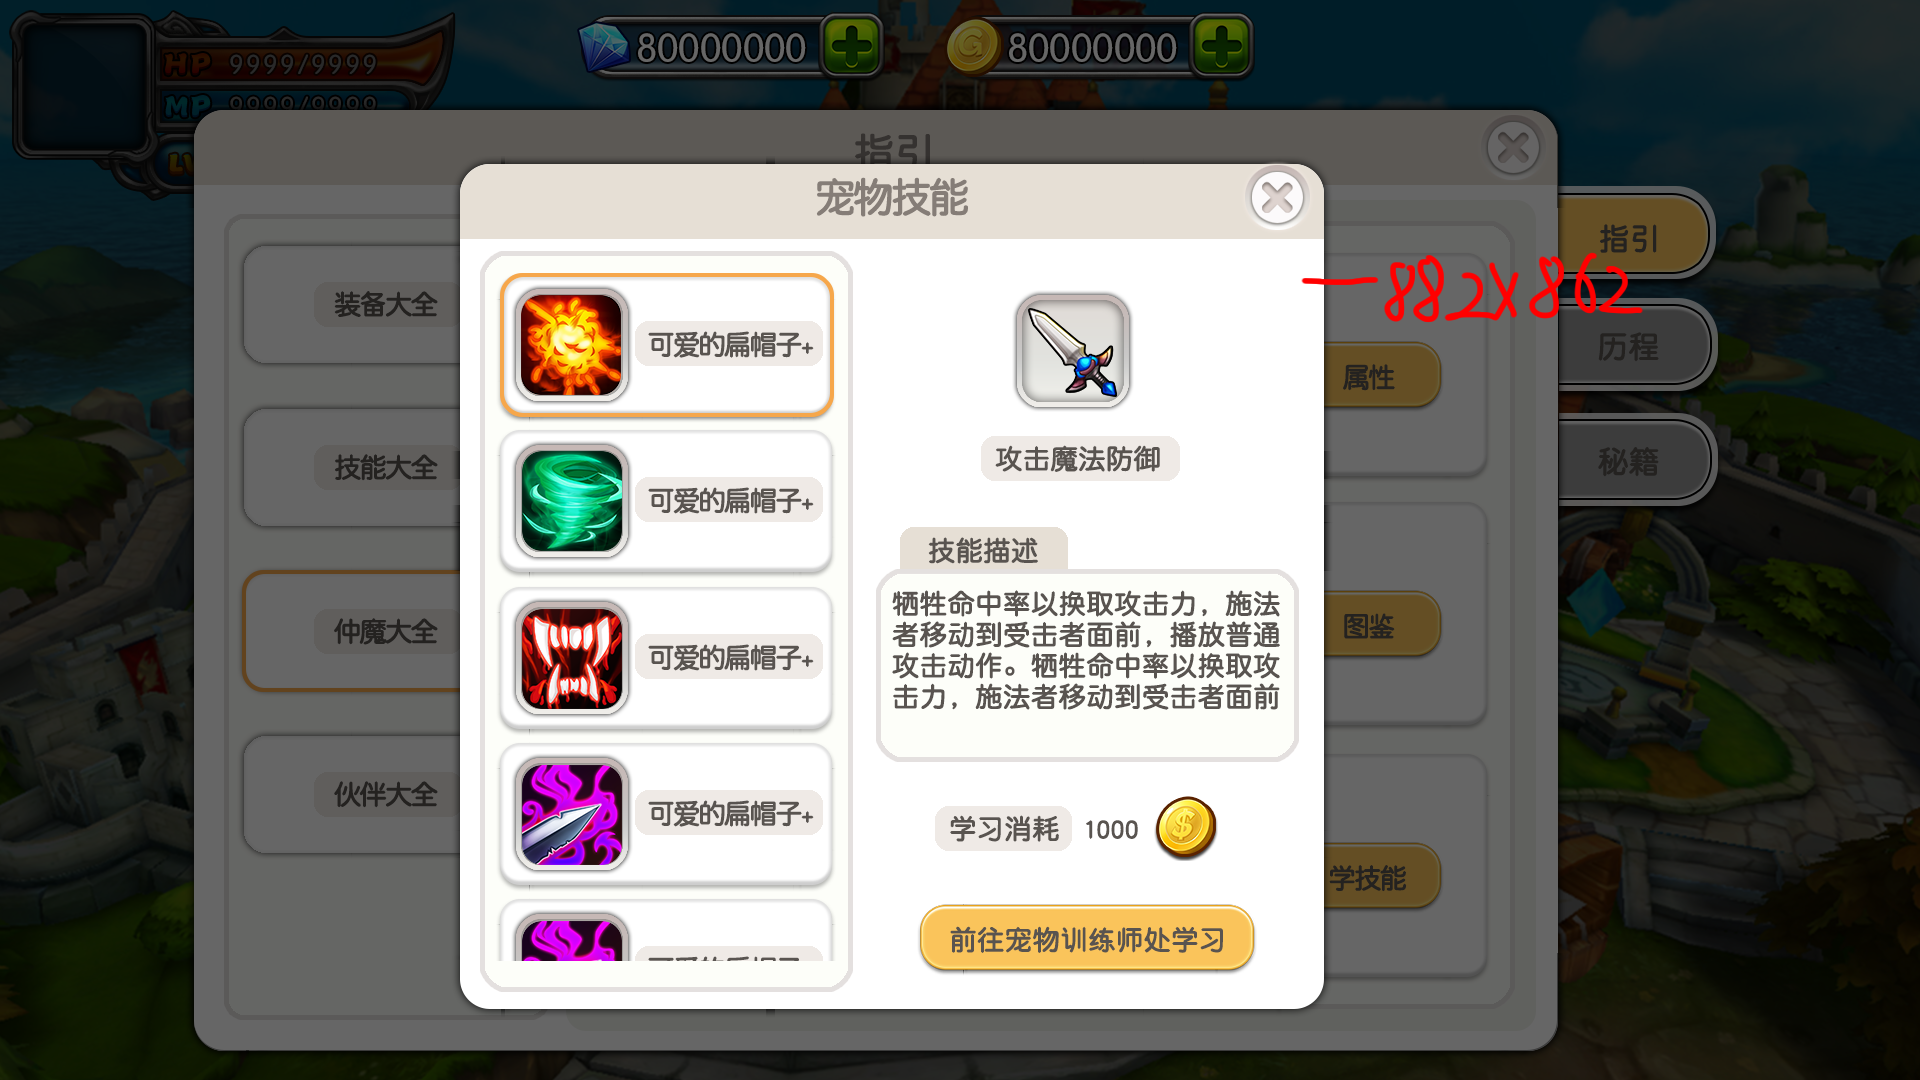 HP 9999/9999
MP 9999/9999
LV
80000000
80000000
指引
宠物技能
指引
历程
秘籍
882X862
装备大全
技能大全
仲魔大全
伙伴大全
可爱的扁帽子+
可爱的扁帽子+
可爱的扁帽子+
可爱的扁帽子+
可爱的扁帽子
攻击魔法防御
技能描述
牺牲命中率以换取攻击力，施法
者移动到受击者面前，播放普通
攻击动作。牺牲命中率以换取攻
击力，施法者移动到受击者面前
学习消耗 1000
前往宠物训练师处学习
属性
图鉴
学技能